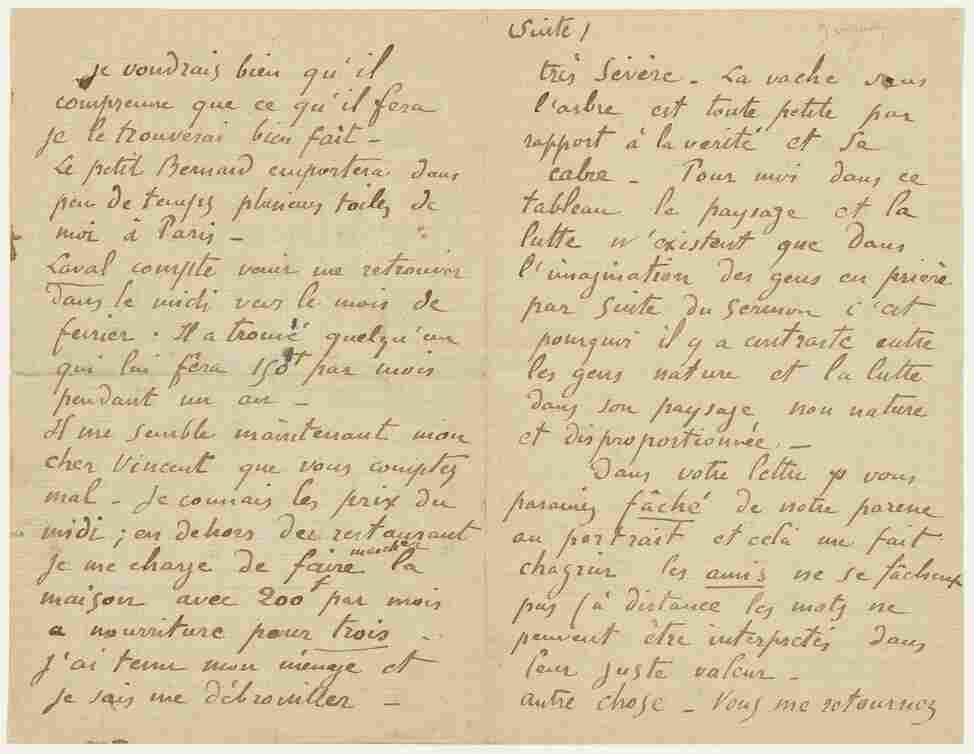 je voudrais bien qu'il
comprenne que ce qu'il fera
je le trouverai bien fait –
Le petit Bernard emportera dans
peu de temps plusieurs toiles de
moi à Paris –
Laval compte venir me retrouver
dans le midi vers le mois de
fevrier. Il a trouvé quelqu'un
qui lui fera 150f par mois
pendant un an –
Il me semble maintenant mon
cher Vincent que vous comptez
mal – Je connais les prix du
midi ; en dehors des restaurant
je me charge de faire marcher la
maison avec 200f par mois
a nourriture pour trois –
j'ai tenu mon ménage et
je sais me débrouiller –
Suite /
très sévère – La vache sous
l'arbre est toute petite par
rapport à la verité et se
cabre – Pour moi dans ce
tableau le paysage et la
lutte n'existent que dans
l'imagination des gens en prière
par suite du sermon c'est
pourquoi il y a contraste entre
les gens nature et la lutte
dans son paysage non nature
et disproportionnée –
Dans votre lettre vous
paraissez fâché de notre paresse
au portrait et cela me fait
chagrin les amis ne se fâchent
pas (à distance les mots ne
peuvent être interpretés dans
leur juste valeur –
autre chose – Vous me retournez